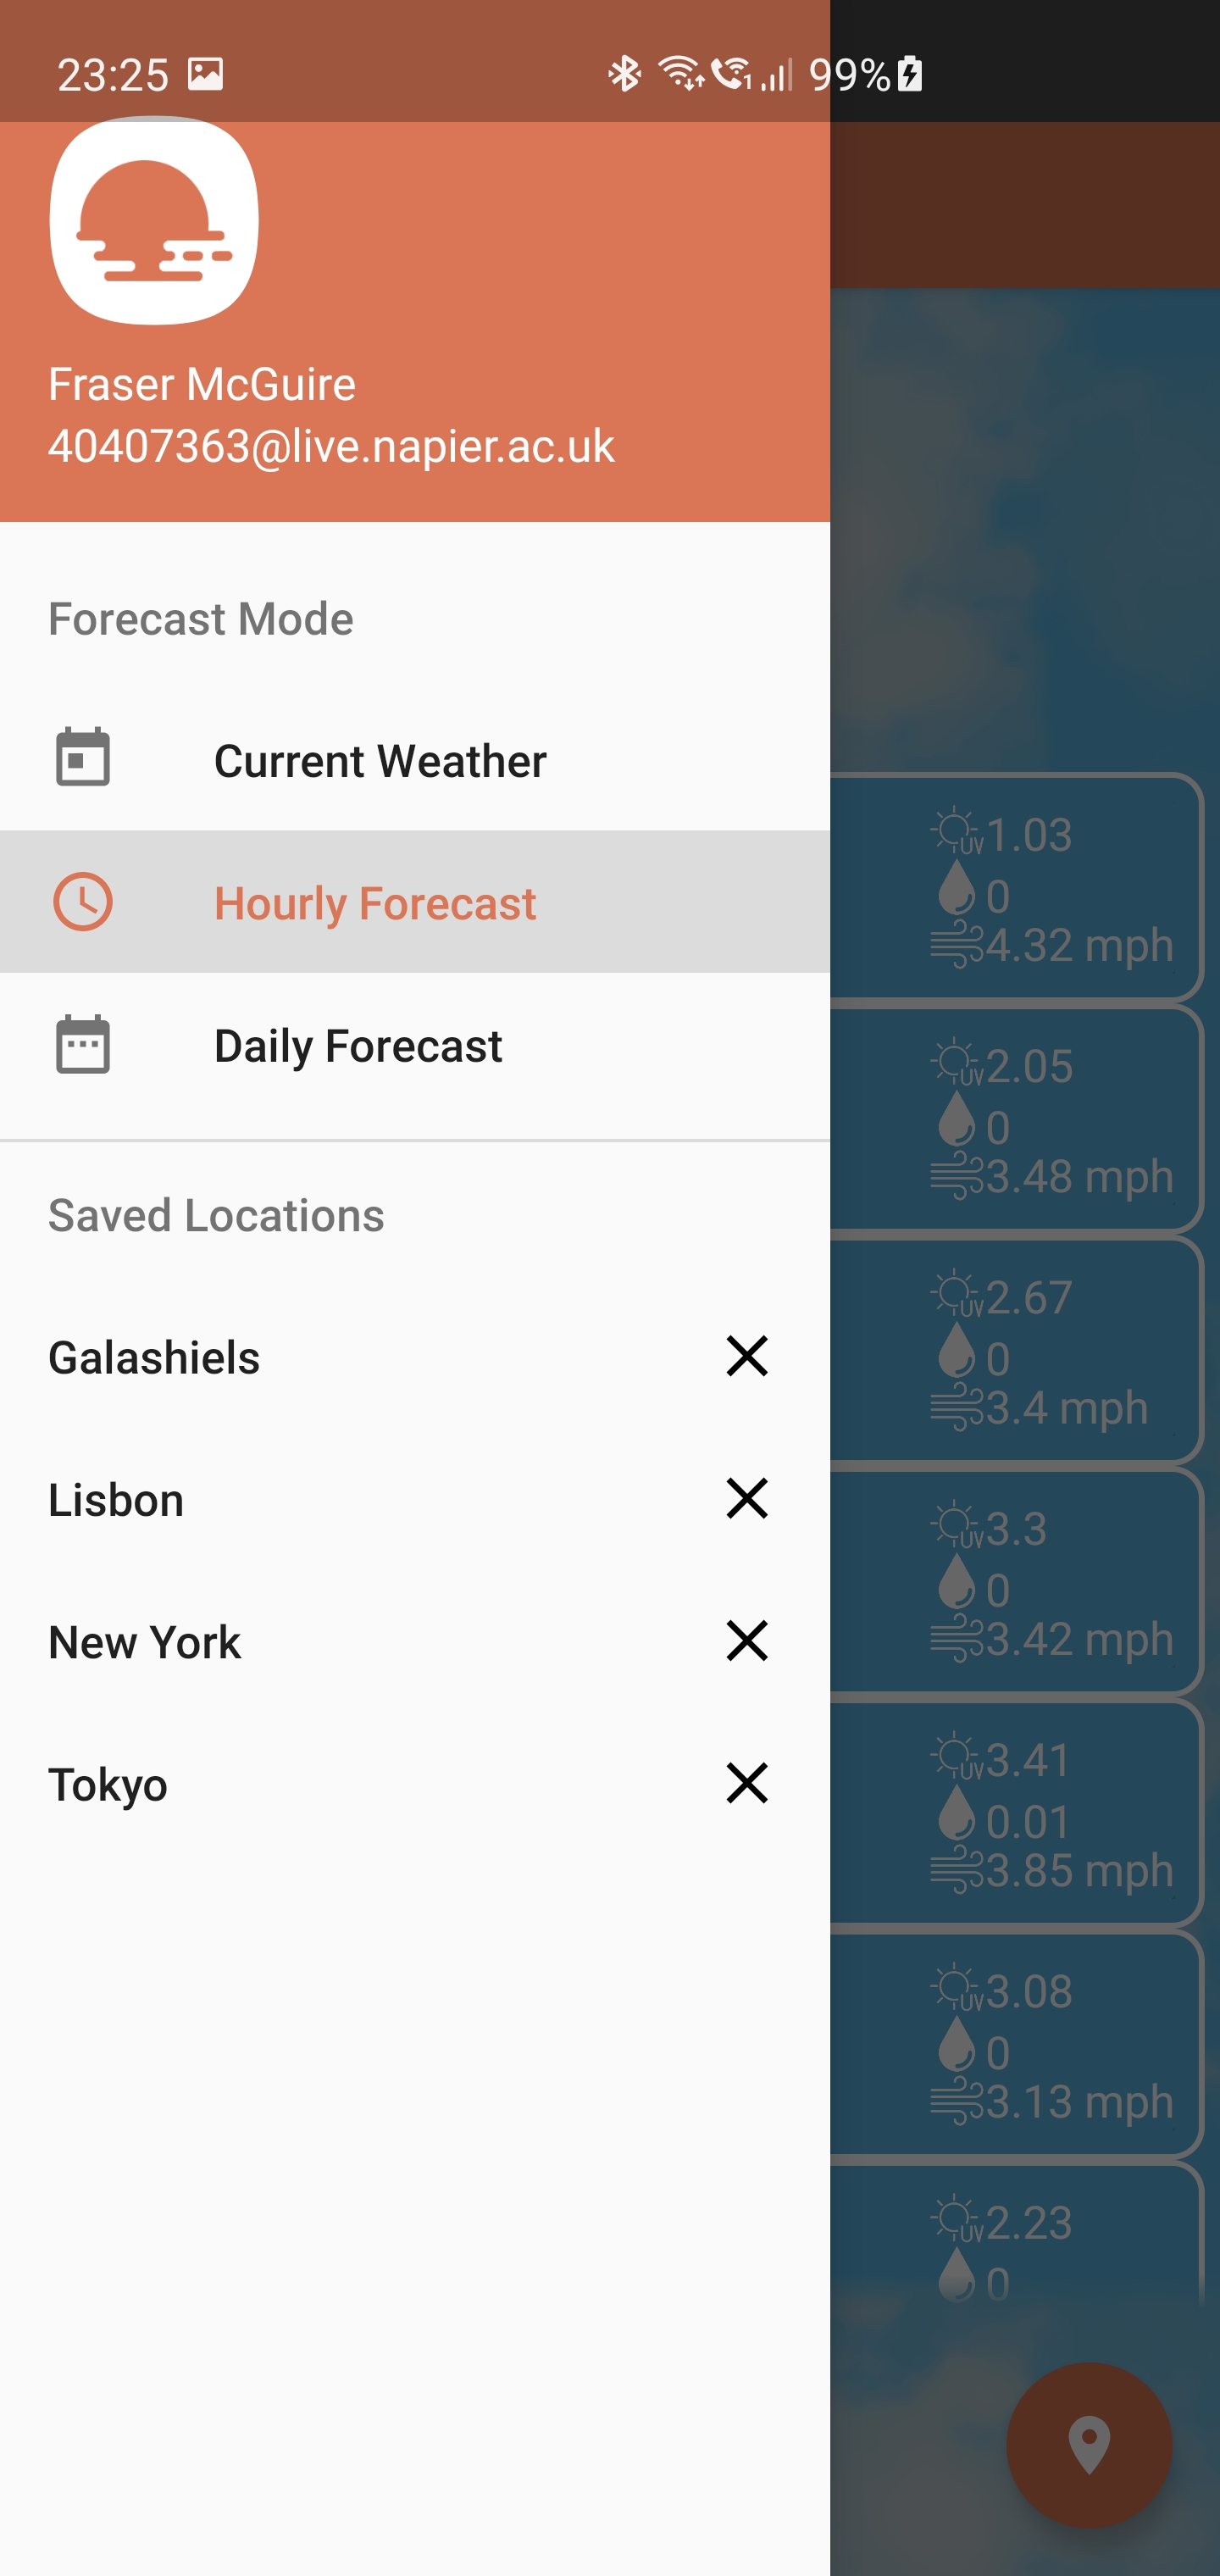 23:25 1 99%
Fraser McGuire
40407363@live.napier.ac.uk
Forecast Mode
Current Weather
Hourly Forecast
Daily Forecast
Saved Locations
Galashiels
Lisbon
New York
Tokyo
UV 1.03
0
4.32 mph
UV 2.05
0
3.48 mph
UV 2.67
0
3.4 mph
UV 3.3
0
3.42 mph
UV 3.41
0.01
3.85 mph
UV 3.08
0
3.13 mph
UV 2.23
0